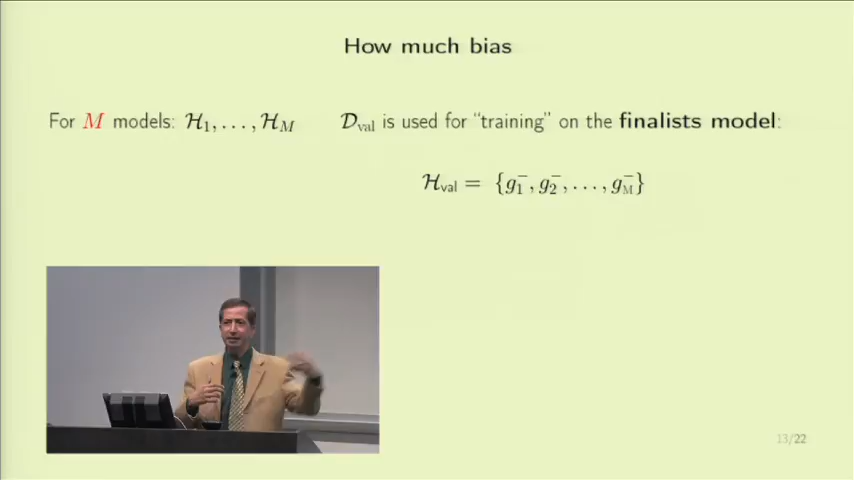 How much bias
For M models: ℋ₁, . . . , ℋ_M 𝒟_val is used for “training” on the finalists model:
ℋ_val = {g₁⁻, g₂⁻, . . . , g_M⁻}
13/22